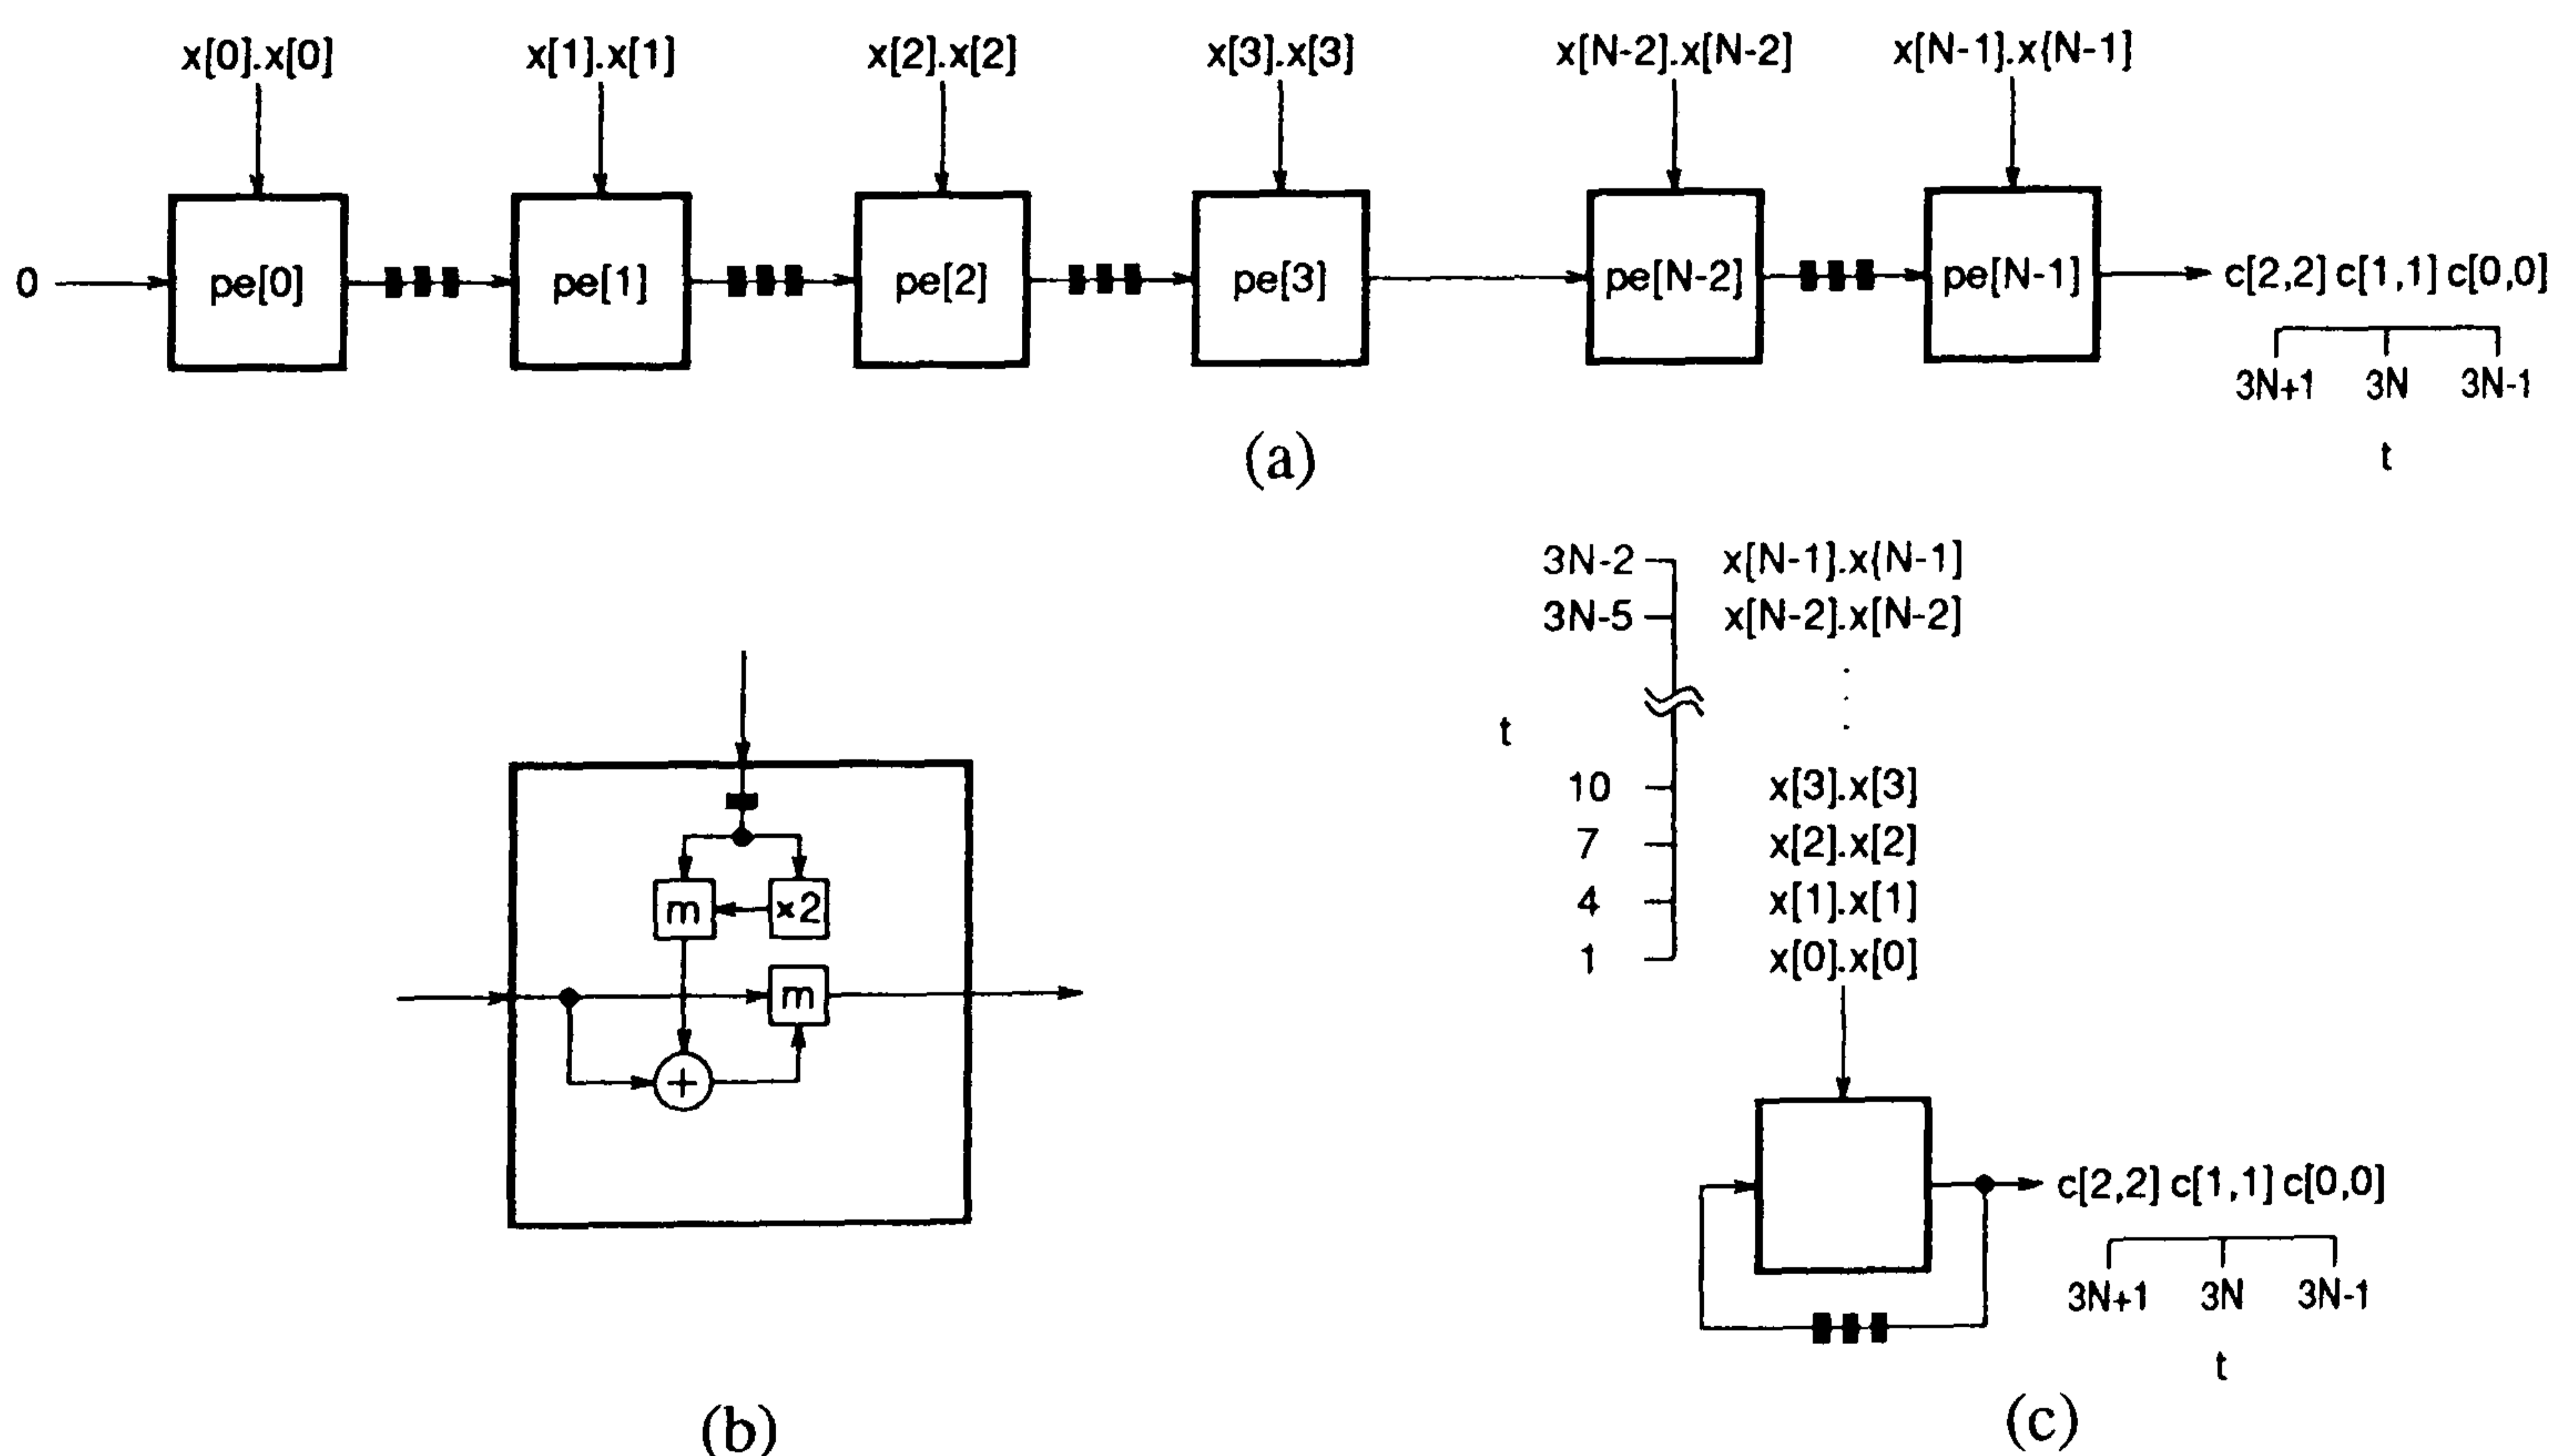 x[0].x[0] x[1].x[1] x[2].x[2] x[3].x[3] x[N-2].x[N-2] x[N-1].x{N-1]
0 pe[0] pe[1] pe[2] pe[3] pe[N-2] pe[N-1] c[2,2] c[1,1] c[0,0]
3N+1 3N 3N-1
t
(a)
m x2
m
+
(b)
3N-2 x[N-1].x{N-1]
3N-5 x[N-2].x[N-2]
t
10 x[3].x[3]
7 x[2].x[2]
4 x[1].x[1]
1 x[0].x[0]
c[2,2] c[1,1] c[0,0]
3N+1 3N 3N-1
t
(c)